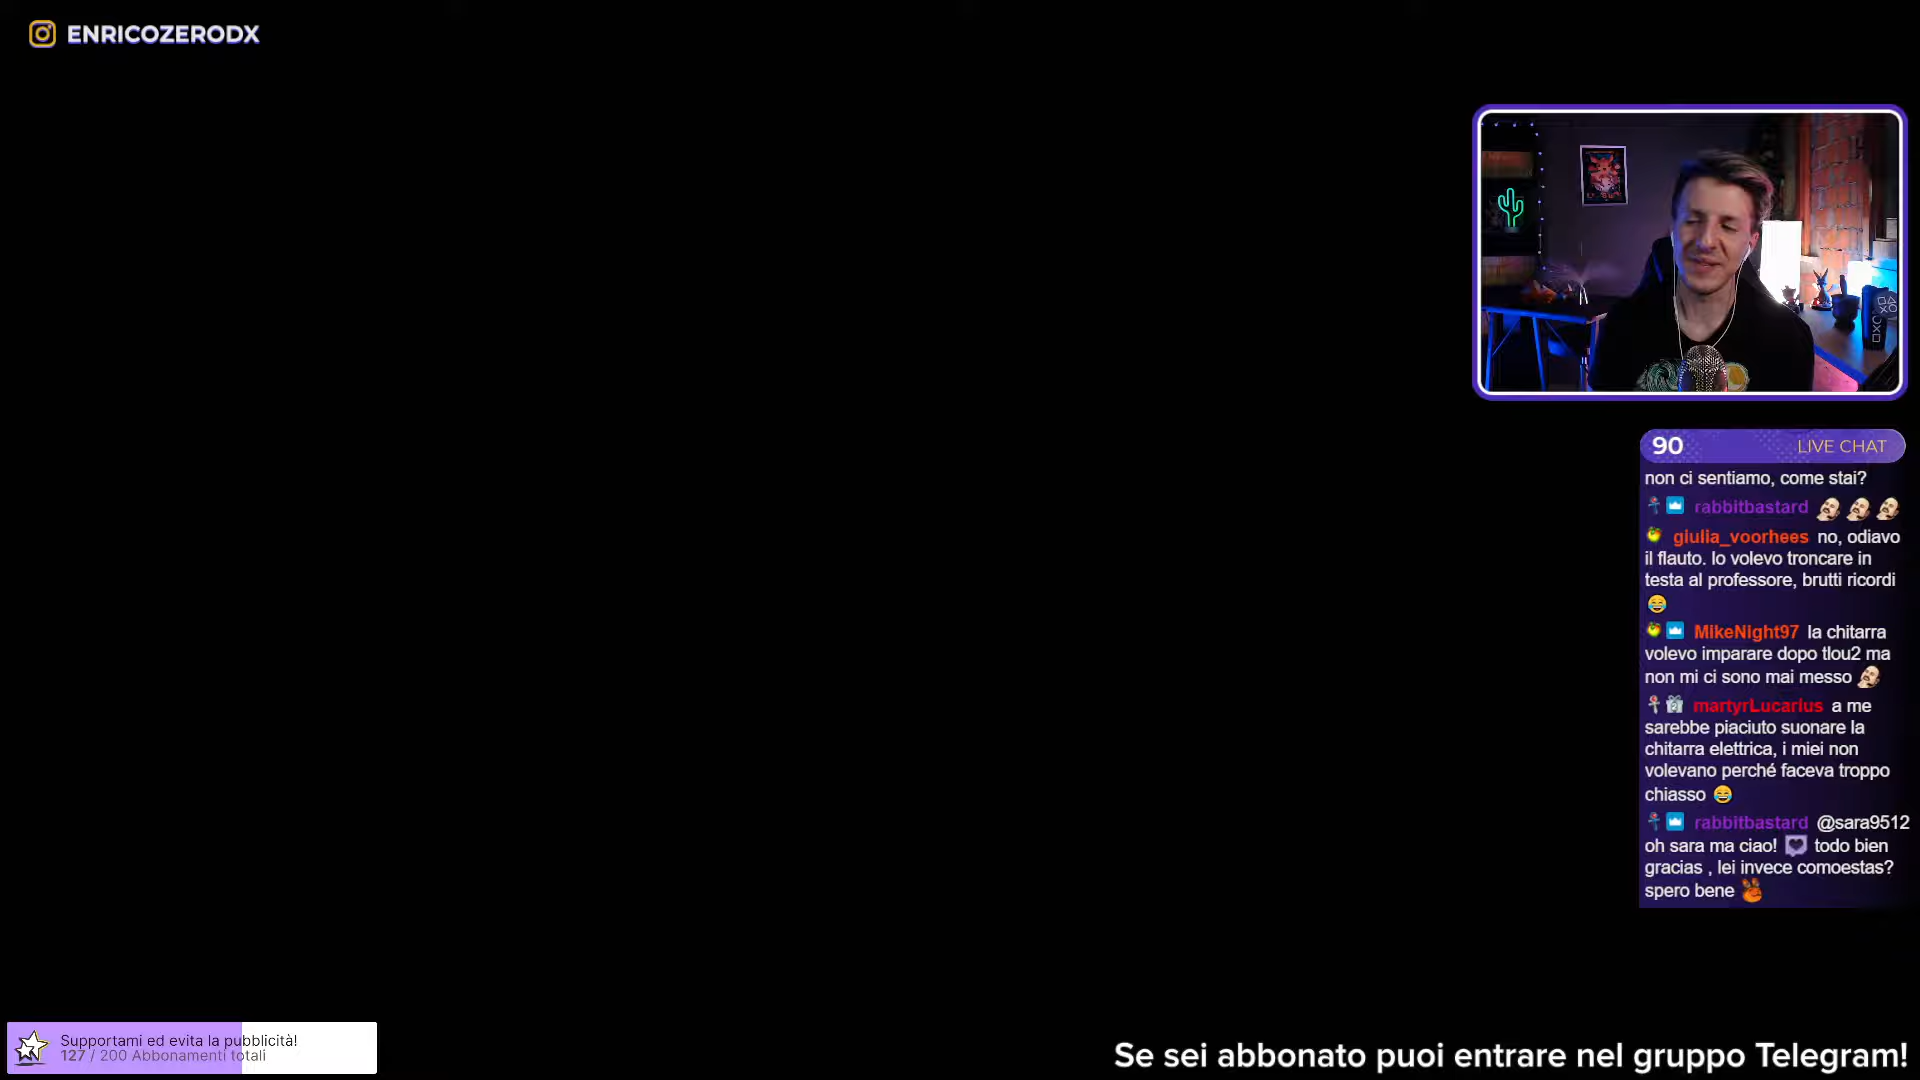 ENRICOZERODX
90 LIVE CHAT
non ci sentiamo, come stai?
rabbitbastard
giulia_voorhees no, odiavo
il flauto. lo volevo troncare in
testa al professore, brutti ricordi
MikeNight97 la chitarra
volevo imparare dopo tlou2 ma
non mi ci sono mai messo
martyrLucarius a me
sarebbe piaciuto suonare la
chitarra elettrica, i miei non
volevano perché faceva troppo
chiasso
rabbitbastard @sara9512
oh sara ma ciao! todo bien
gracias , lei invece comoestas?
spero bene
Supportami ed evita la pubblicità!
127 / 200 Abbonamenti totali
Se sei abbonato puoi entrare nel gruppo Telegram!